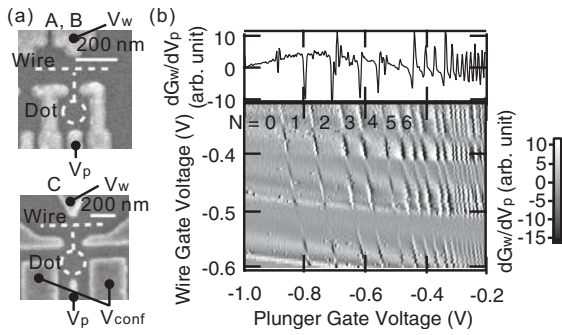 (a)
A, B
Vw
200 nm
Wire
Dot
Vp
C
Vw
200 nm
Wire
Dot
Vconf
Vp
(b)
dGw/dVp
(arb. unit)
10
0
-10
N = 0 1 2 3 4 5 6
Wire Gate Voltage (V)
-0.4
-0.5
-0.6
-1.0 -0.8 -0.6 -0.4 -0.2
Plunger Gate Voltage (V)
dGw/dVp (arb. unit)
10
5
0
-5
-10
-15